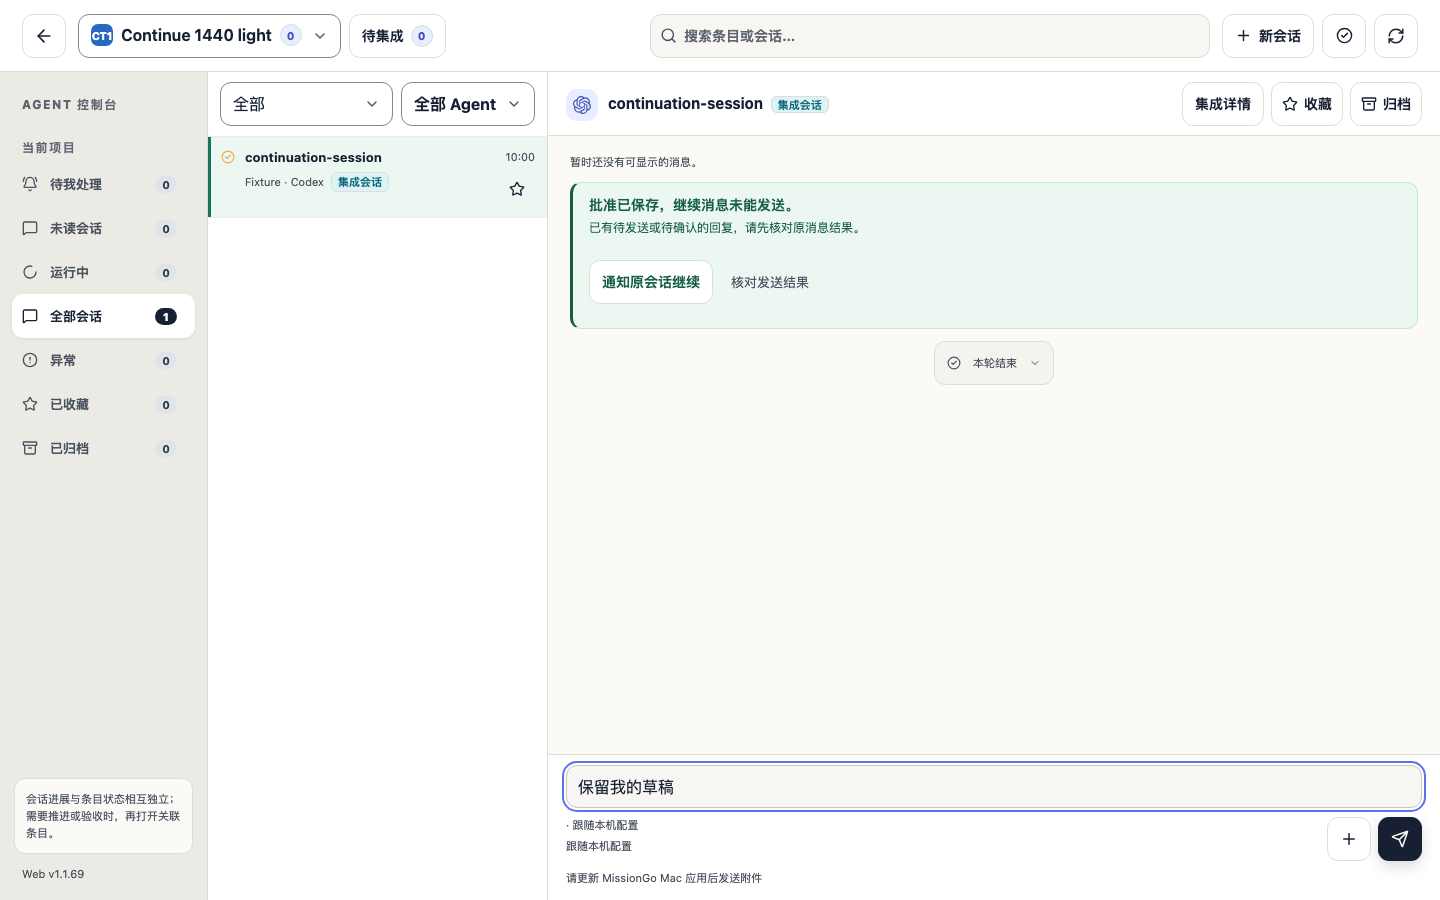 CT1 Continue 1440 light 0
待集成 0
搜索条目或会话...
新会话
AGENT 控制台
当前项目
待我处理 0
未读会话 0
运行中 0
全部会话 1
异常 0
已收藏 0
已归档 0
会话进展与条目状态相互独立；
需要推进或验收时，再打开关联
条目。
Web v1.1.69
全部
全部 Agent
continuation-session 10:00
Fixture · Codex 集成会话
continuation-session 集成会话
集成详情
收藏
归档
暂时还没有可显示的消息。
批准已保存，继续消息未能发送。
已有待发送或待确认的回复，请先核对原消息结果。
通知原会话继续 核对发送结果
本轮结束
保留我的草稿
· 跟随本机配置
跟随本机配置
请更新 MissionGo Mac 应用后发送附件